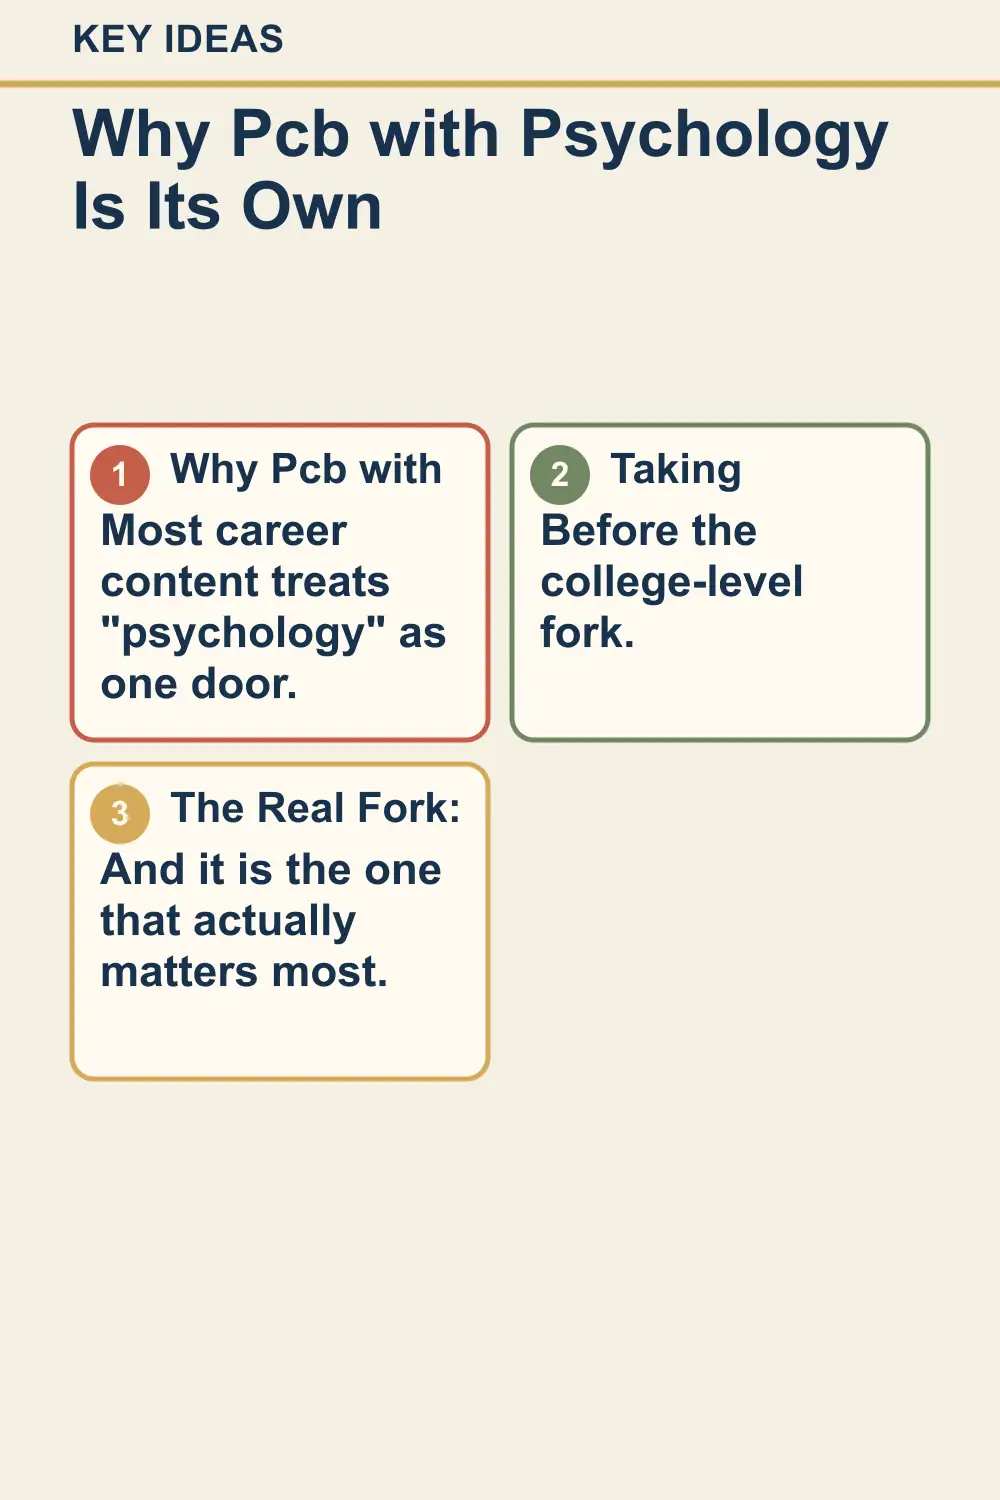 KEY IDEAS
Why Pcb with Psychology
Is Its Own
1 Why Pcb with
Most career
content treats
"psychology" as
one door.
2 Taking
Before the
college-level
fork.
3 The Real Fork:
And it is the one
that actually
matters most.